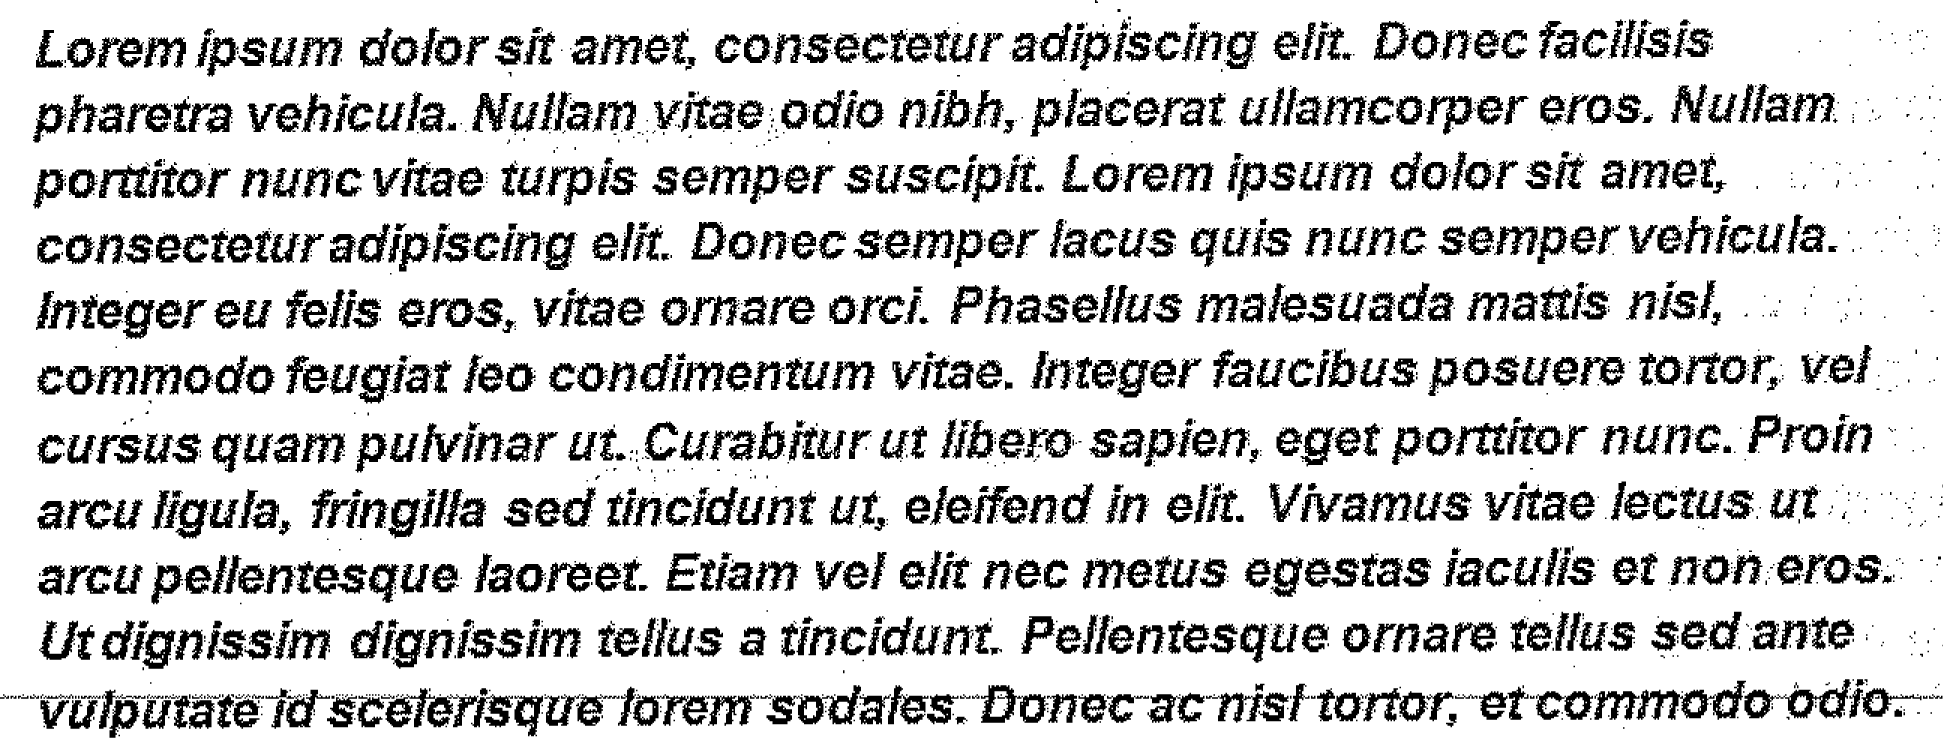 Lorem ipsum dolor sit amet, consectetur adipiscing elit. Donec facilisis
pharetra vehicula. Nullam vitae odio nibh, placerat ullamcorper eros. Nullam
porttitor nunc vitae turpis semper suscipit. Lorem ipsum dolor sit amet,
consectetur adipiscing elit. Donec semper lacus quis nunc semper vehicula.
Integer eu felis eros, vitae ornare orci. Phasellus malesuada mattis nisl,
commodo feugiat leo condimentum vitae. Integer faucibus posuere tortor, vel
cursus quam pulvinar ut. Curabitur ut libero sapien, eget porttitor nunc. Proin
arcu ligula, fringilla sed tincidunt ut, eleifend in elit. Vivamus vitae lectus ut
arcu pellentesque laoreet. Etiam vel elit nec metus egestas iaculis et non eros.
Ut dignissim dignissim tellus a tincidunt. Pellentesque ornare tellus sed ante
vulputate id scelerisque lorem sodales. Donec ac nisl tortor, et commodo odio.